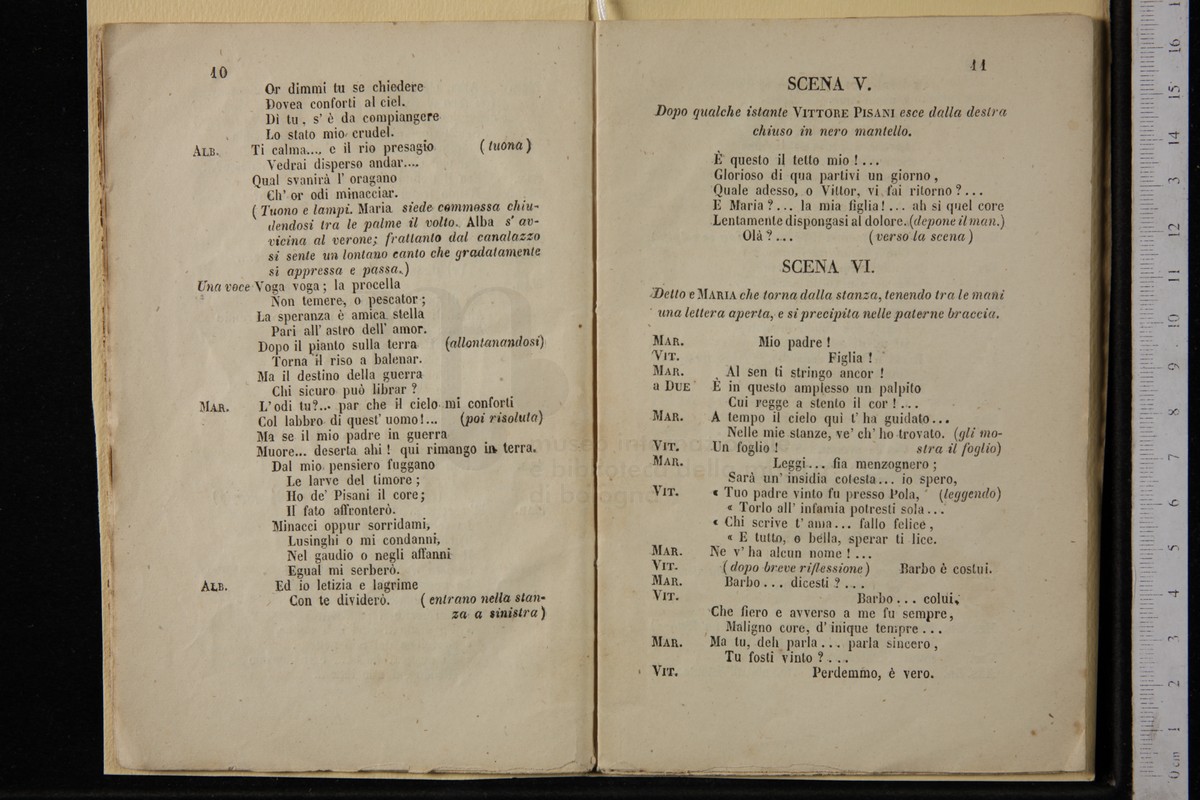 10
Or dimmi tu se chiedere
Dovea conforti al ciel.
Di tu, s' è da compiangere
Lo stato mio crudel.
ALB. Ti calma.... e il rio presagio (tuona)
Vedrai disperso andar....
Qual svanirà l' oragano
Ch' or odi minacciar.
(Tuono e lampi. Maria siede commossa chiu-
dendosi tra le palme il volto. Alba s' av-
vicina al verone; frattanto dal canalazzo
si sente un lontano canto che gradatamente
si appressa e passa.)
Una voce Voga voga; la procella
Non temere, o pescator;
La speranza è amica stella
Pari all' astro dell' amor.
Dopo il pianto sulla terra (allontanandosi)
Torna il riso a balenar.
Ma il destino della guerra
Chi sicuro può librar?
MAR. L' odi tu?... par che il cielo mi conforti
Col labbro di quest' uomo!... (poi risoluta)
Ma se il mio padre in guerra
Muore... deserta ahi! qui rimango in terra.
Dal mio pensiero fuggano
Le larve del timore;
Ho de' Pisani il core;
Il fato affronterò.
Minacci oppur sorridami,
Lusinghi o mi condanni,
Nel gaudio o negli affanni
Egual mi serberò.
ALB. Ed io letizia e lagrime
Con te dividerò. (entrano nella stan-
za a sinistra)
11
SCENA V.
Dopo qualche istante VITTORE PISANI esce dalla destra
chiuso in nero mantello.
È questo il tetto mio!...
Glorioso di qua partivi un giorno,
Quale adesso, o Vittor, vi fai ritorno?...
E Maria?... la mia figlia!... ah si quel core
Lentamente dispongasi al dolore. (depone il man.)
Olà?... (verso la scena)
SCENA VI.
Detto e MARIA che torna dalla stanza, tenendo tra le mani
una lettera aperta, e si precipita nelle paterne braccia.
MAR. Mio padre!
VIT. Figlia!
MAR. Al sen ti stringo ancor!
a DUE È in questo amplesso un palpito
Cui regge a stento il cor!...
MAR. A tempo il cielo qui t' ha guidato...
Nelle mie stanze, ve' ch' ho trovato. (gli mo-
VIT. Un foglio! stra il foglio)
MAR. Leggi... fia menzognero;
Sarà un' insidia cotesta... io spero,
VIT. « Tuo padre vinto fu presso Pola, (leggendo)
« Torlo all' infamia potresti sola...
« Chi scrive t' ama... fallo felice,
« E tutto, o bella, sperar ti lice.
MAR. Ne v' ha alcun nome!...
VIT. (dopo breve riflessione) Barbo è costui.
MAR. Barbo... dicesti?...
VIT. Barbo... colui,
Che fiero e avverso a me fu sempre,
Maligno core, d' inique tempre...
MAR. Ma tu, deh parla... parla sincero,
Tu fosti vinto?...
VIT. Perdemmo, è vero.